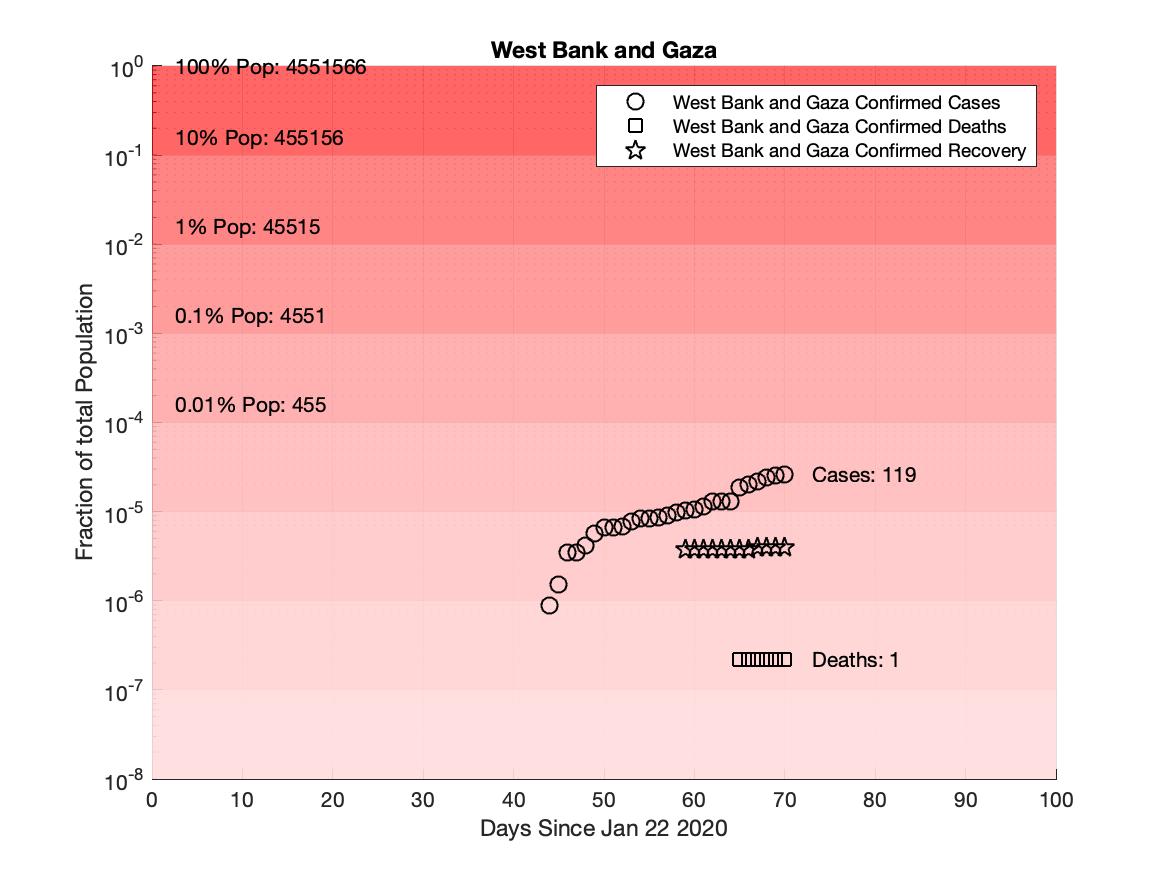 West Bank and Gaza
10^0
100% Pop: 4551566
West Bank and Gaza Confirmed Cases
West Bank and Gaza Confirmed Deaths
10% Pop: 455156
West Bank and Gaza Confirmed Recovery
10^-1
1% Pop: 45515
10^-2
0.1% Pop: 4551
10^-3
0.01% Pop: 455
10^-4
Cases: 119
10^-5
10^-6
Deaths: 1
10^-7
10^-8
Fraction of total Population
0 10 20 30 40 50 60 70 80 90 100
Days Since Jan 22 2020